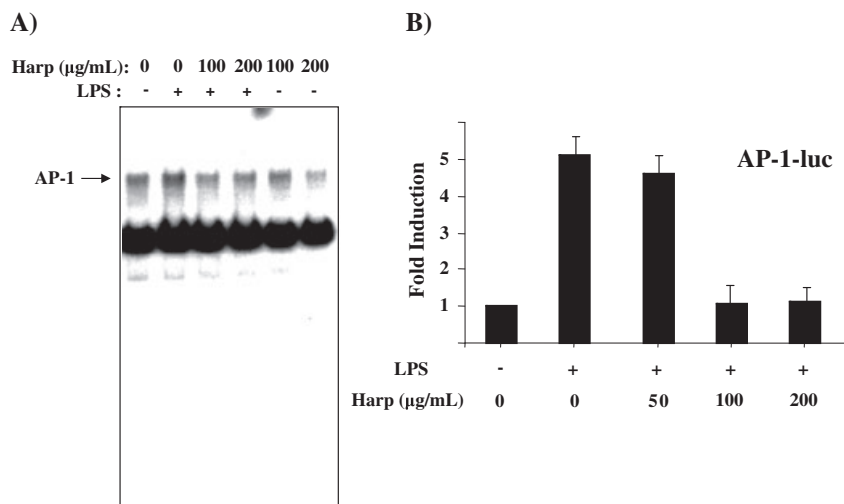 A)
Harp (μg/mL): 0 0 100 200 100 200
LPS : - + + + - -
AP-1
B)
AP-1-luc
Fold Induction
5
4
3
2
1
LPS - + + + +
Harp (μg/mL) 0 0 50 100 200